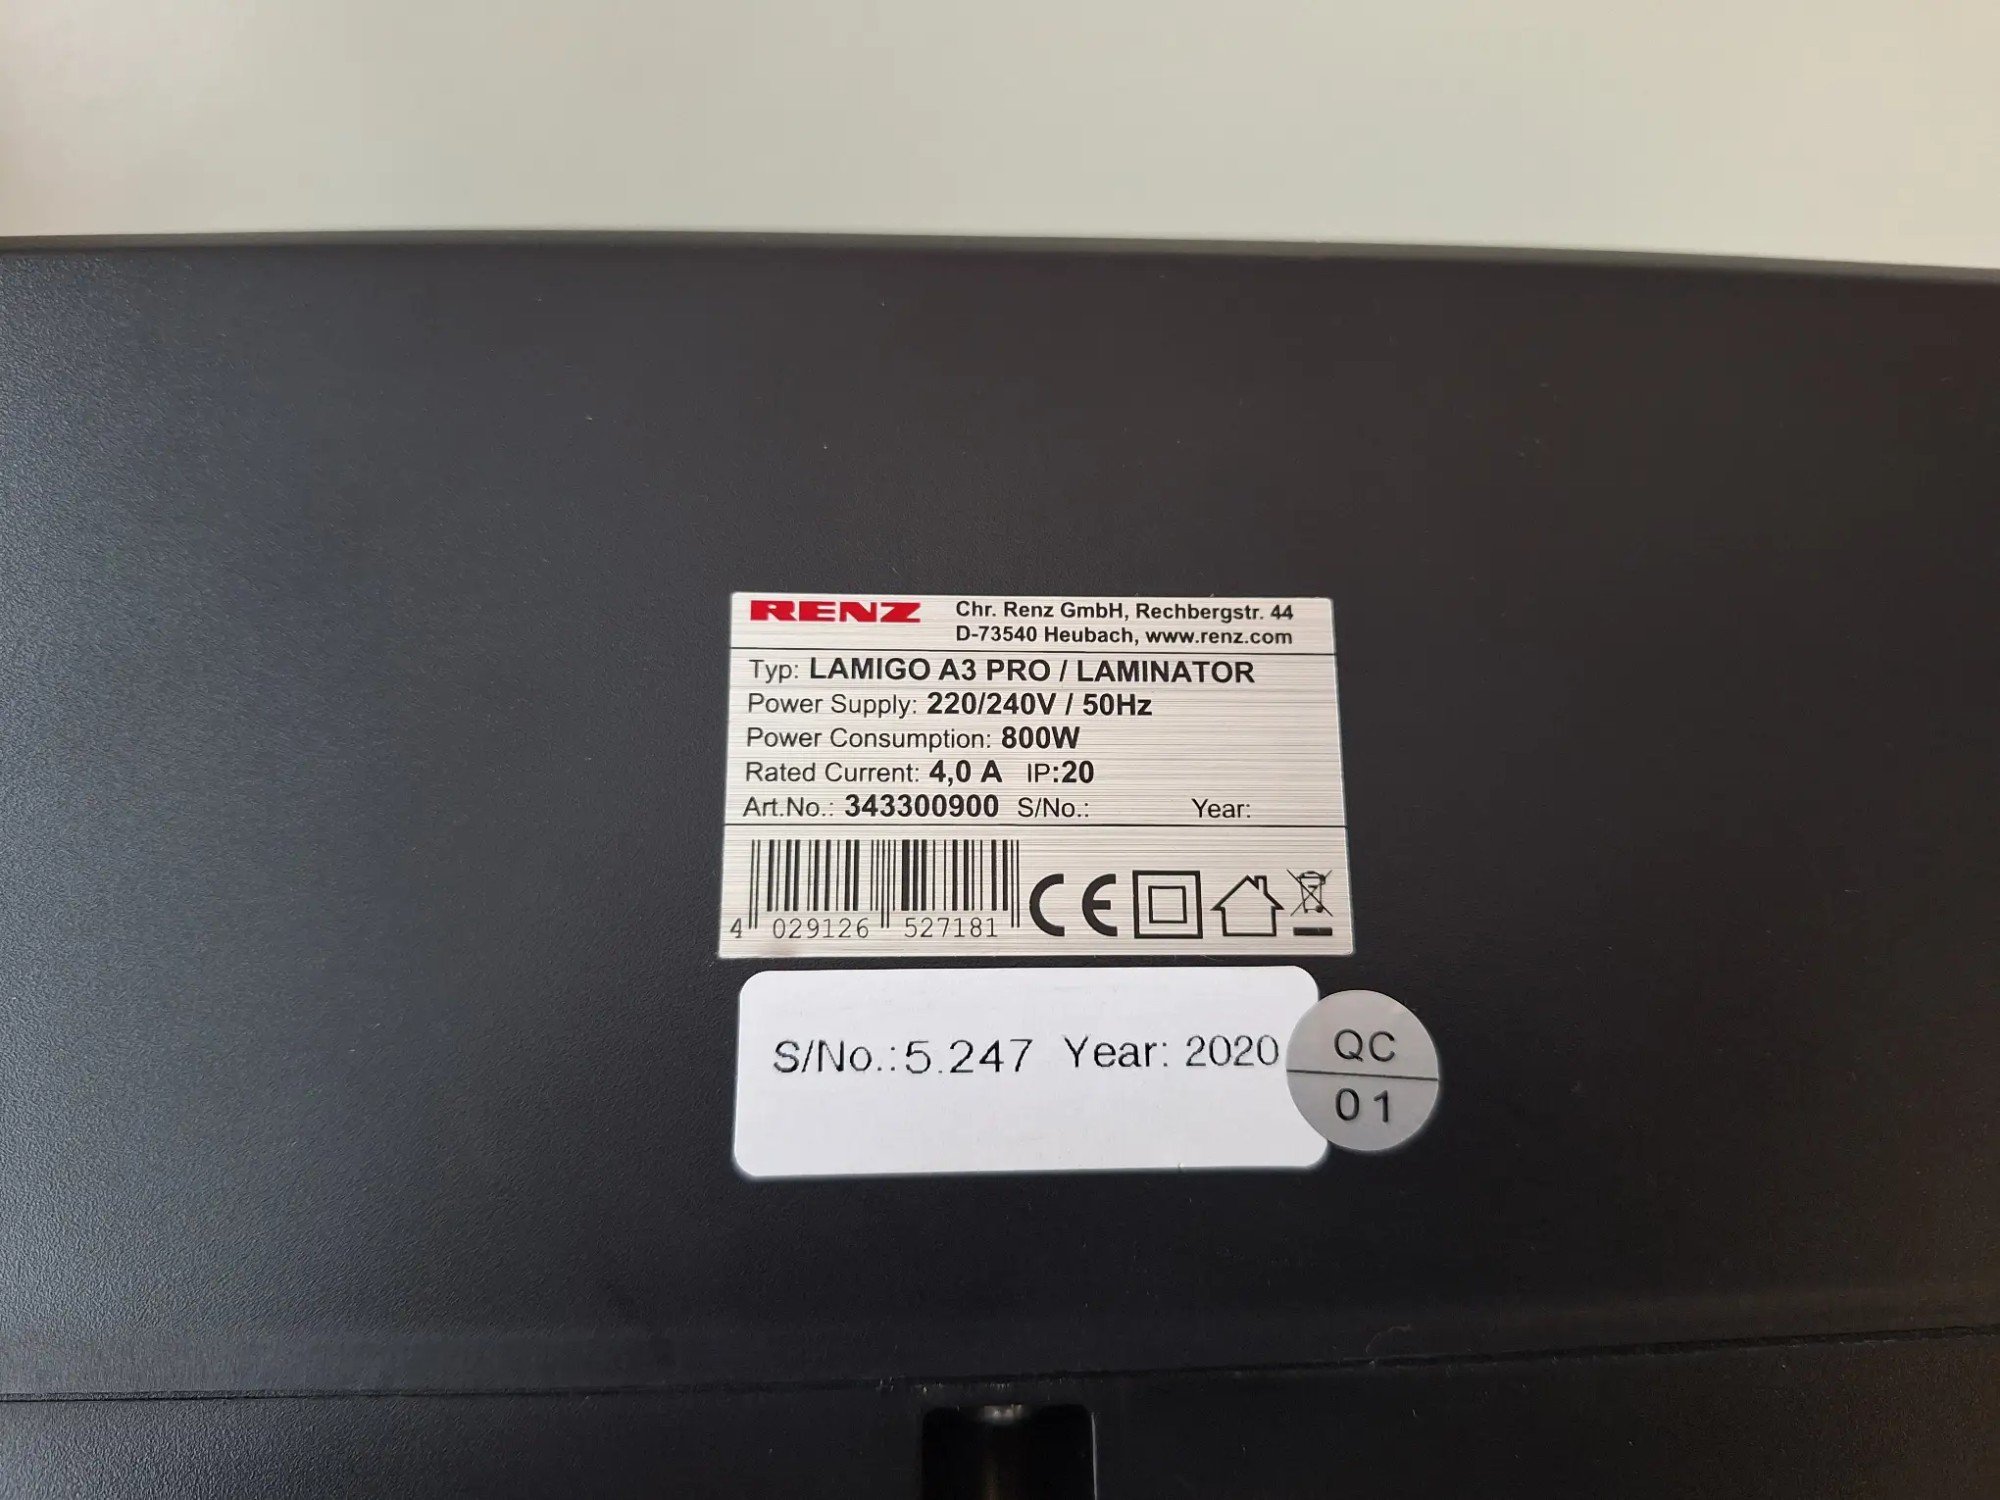 RENZ
Chr. Renz GmbH, Rechbergstr. 44
D-73540 Heubach, www.renz.com
Typ: LAMIGO A3 PRO / LAMINATOR
Power Supply: 220/240V / 50Hz
Power Consumption: 800W
Rated Current: 4,0 A IP:20
Art.No.: 343300900 S/No.: Year:
4 029126 527181
CE
S/No.:5.247 Year: 2020
QC
01